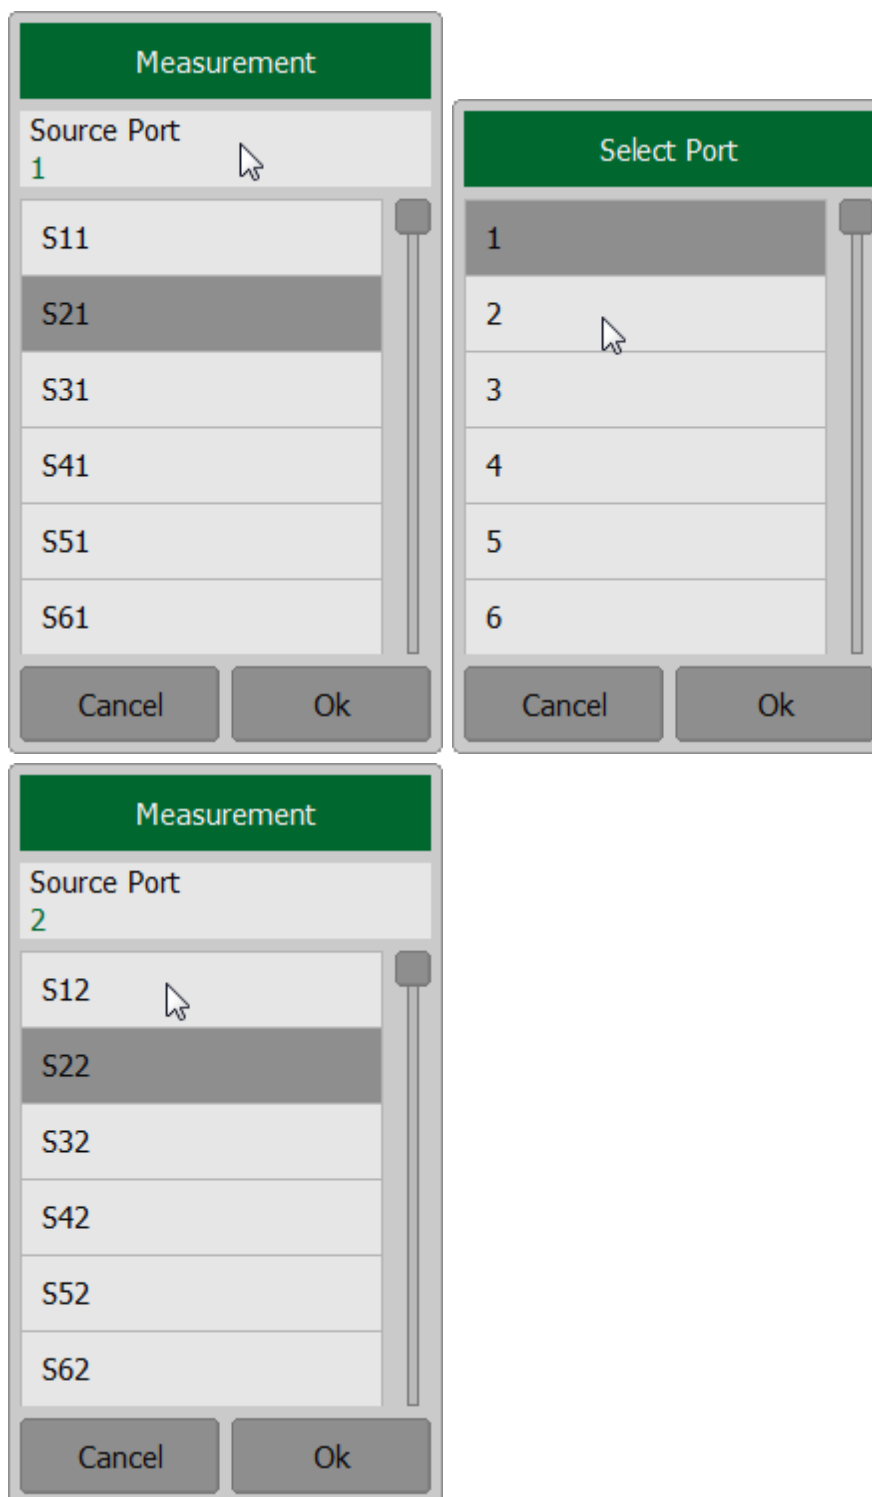 Measurement
Source Port
1
S11
S21
S31
S41
S51
S61
Cancel Ok
Select Port
1
2
3
4
5
6
Cancel Ok
Measurement
Source Port
2
S12
S22
S32
S42
S52
S62
Cancel Ok